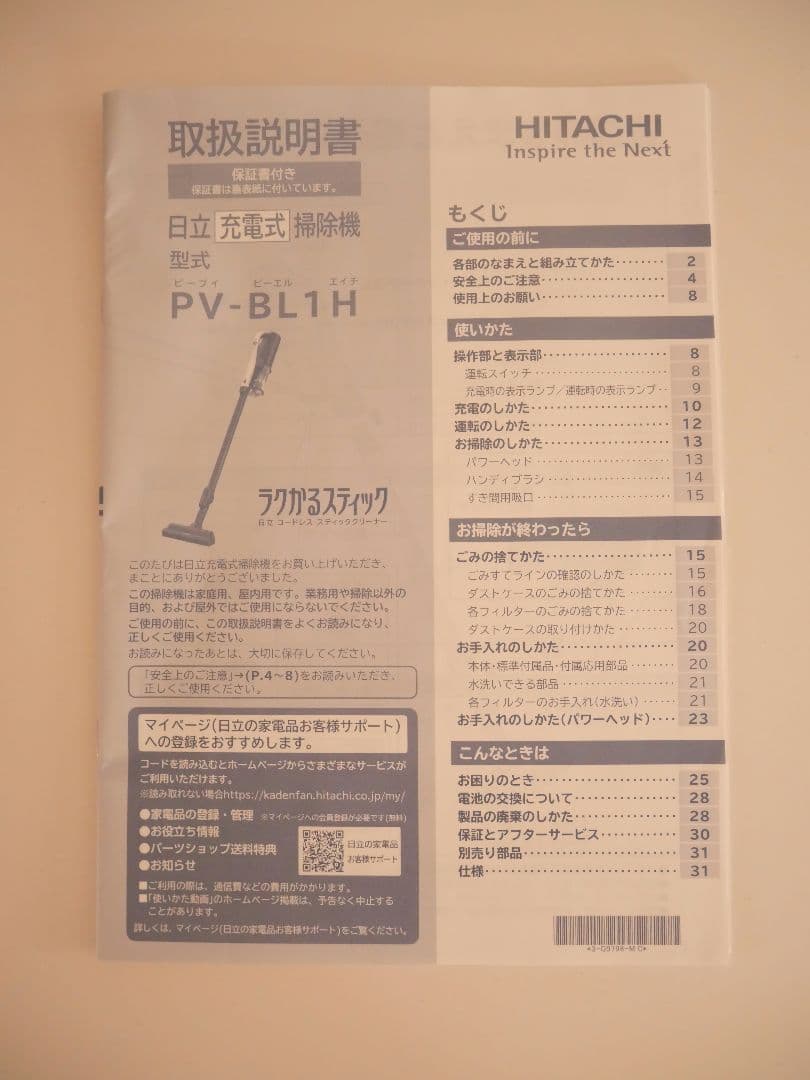 取扱説明書
保証書付き
保証書は裏表紙に付いています。
日立 充電式 掃除機
型式
ピーブイ ビーエル エイチ
PV-BL1H
ラクかるスティック
日立 コードレス スティッククリーナー
このたびは日立充電式掃除機をお買い上げいただき、
まことにありがとうございました。
この掃除機は家庭用、屋内用です。業務用や掃除以外の
目的、および屋外ではご使用にならないでください。
ご使用の前に、この取扱説明書をよくお読みになり、
正しくご使用ください。
お読みになったあとは、大切に保存してください。
「安全上のご注意」→(P.4~8)をお読みいただき、
正しくご使用ください。
マイページ(日立の家電品お客様サポート)
への登録をおすすめします。
コードを読み込むとホームページからさまざまなサービスが
ご利用いただけます。
※読み取れない場合https://kadenfan.hitachi.co.jp/my/
●家電品の登録・管理 ※マイページへの会員登録が必要です(無料)
●お役立ち情報
●パーツショップ送料特典
●お知らせ
日立の家電品
お客様サポート
■ご利用の際は、通信費などの費用がかかります。
■「使いかた動画」のホームページ掲載は、予告なく中止する
ことがあります。
詳しくは、マイページ(日立の家電品お客様サポート)をご覧ください。
HITACHI
Inspire the Next
もくじ
ご使用の前に
各部のなまえと組み立てかた········ 2
安全上のご注意···················· 4
使用上のお願い···················· 8
使いかた
操作部と表示部···················· 8
運転スイッチ···················· 8
充電時の表示ランプ/運転時の表示ランプ·· 9
充電のしかた···················· 10
運転のしかた···················· 12
お掃除のしかた·················· 13
パワーヘッド···················· 13
ハンディブラシ·················· 14
すき間用吸口···················· 15
お掃除が終わったら
ごみの捨てかた·················· 15
ごみすてラインの確認のしかた······ 15
ダストケースのごみの捨てかた······ 16
各フィルターのごみの捨てかた······ 18
ダストケースの取り付けかた········ 20
お手入れのしかた················ 20
本体・標準付属品・付属応用部品······ 20
水洗いできる部品················ 21
各フィルターのお手入れ(水洗い)···· 21
お手入れのしかた(パワーヘッド)···· 23
こんなときは
お困りのとき···················· 25
電池の交換について·············· 28
製品の廃棄のしかた·············· 28
保証とアフターサービス·········· 30
別売り部品······················ 31
仕様···························· 31
*3-G9798-MC*